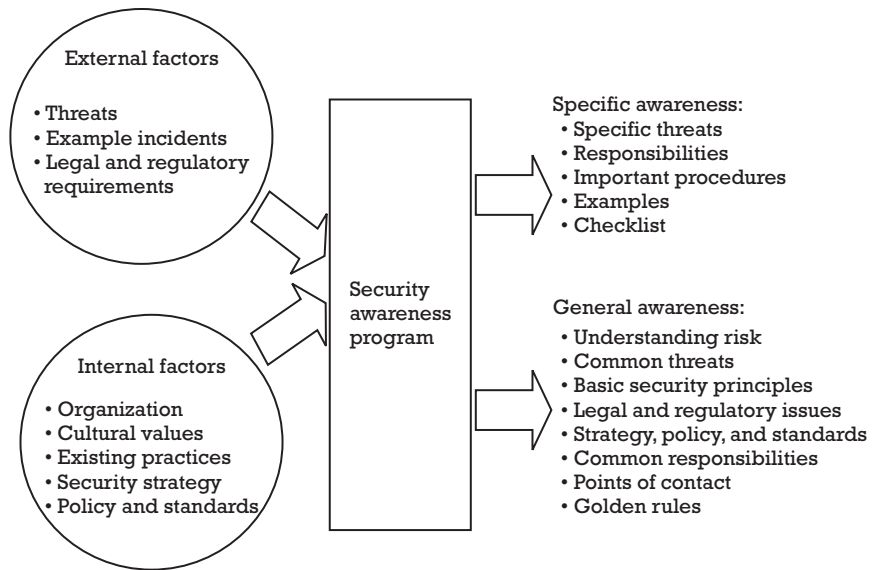 External factors
• Threats
• Example incidents
• Legal and regulatory
requirements
Internal factors
• Organization
• Cultural values
• Existing practices
• Security strategy
• Policy and standards
Security
awareness
program
Specific awareness:
• Specific threats
• Responsibilities
• Important procedures
• Examples
• Checklist
General awareness:
• Understanding risk
• Common threats
• Basic security principles
• Legal and regulatory issues
• Strategy, policy, and standards
• Common responsibilities
• Points of contact
• Golden rules